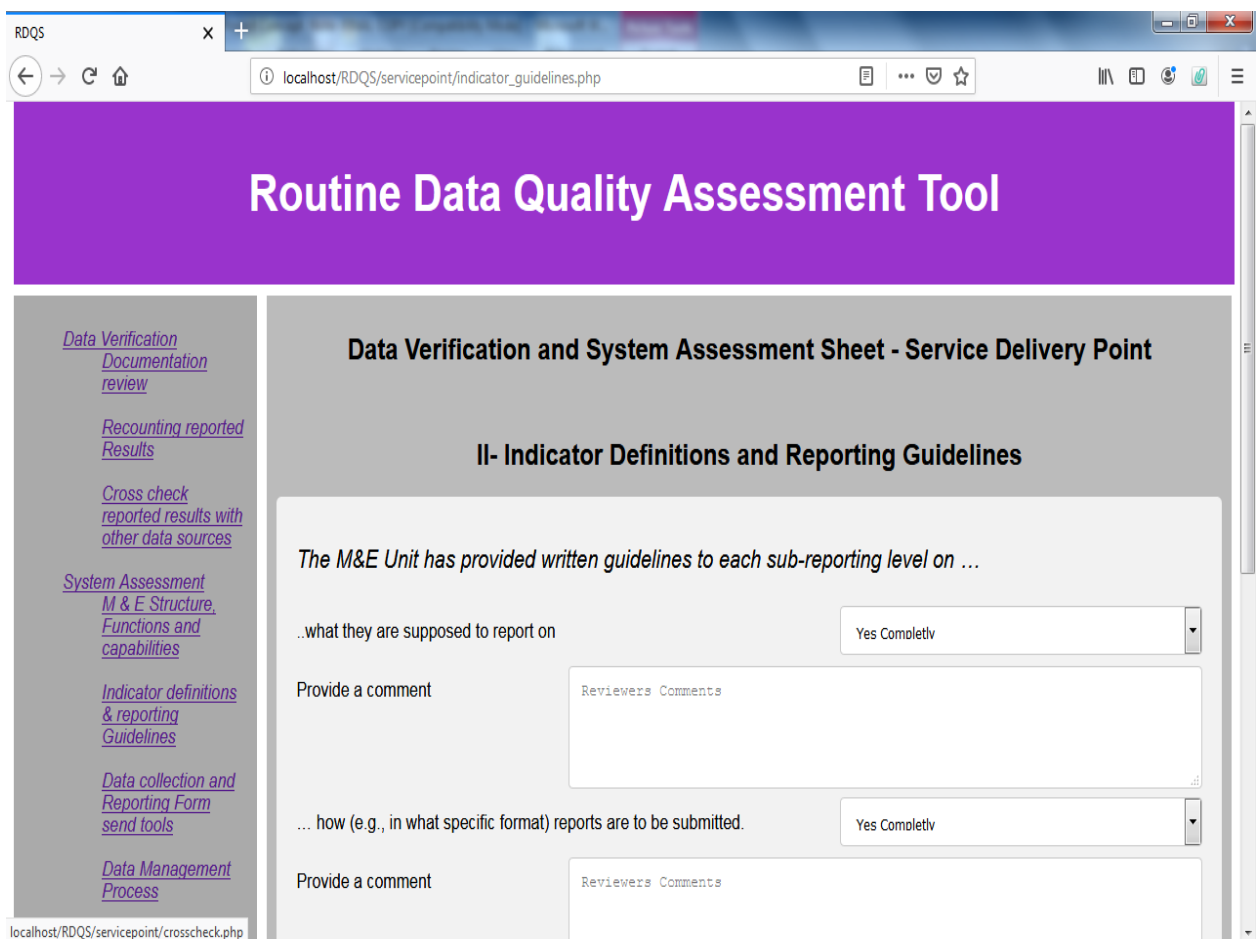 RDQS
localhost/RDQS/servicepoint/indicator_guidelines.php
Routine Data Quality Assessment Tool
Data Verification
Documentation
review
Recounting reported
Results
Cross check
reported results with
other data sources
System Assessment
M & E Structure,
Functions and
capabilities
Indicator definitions
& reporting
Guidelines
Data collection and
Reporting Form
send tools
Data Management
Process
Data Verification and System Assessment Sheet - Service Delivery Point
II- Indicator Definitions and Reporting Guidelines
The M&E Unit has provided written guidelines to each sub-reporting level on …
..what they are supposed to report on
Yes Completly
Provide a comment
Reviewers Comments
… how (e.g., in what specific format) reports are to be submitted.
Yes Completly
Provide a comment
Reviewers Comments
localhost/RDQS/servicepoint/crosscheck.php